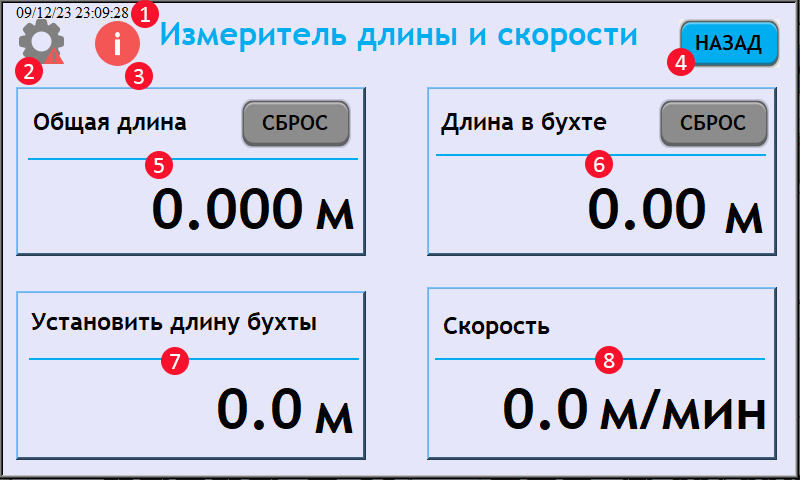 09/12/23 23:09:28 1
2
i
3
Измеритель длины и скорости
4
НАЗАД
Общая длина
СБРОС
5
0.000 м
Длина в бухте
СБРОС
6
0.00 м
Установить длину бухты
7
0.0 м
Скорость
8
0.0 м/мин